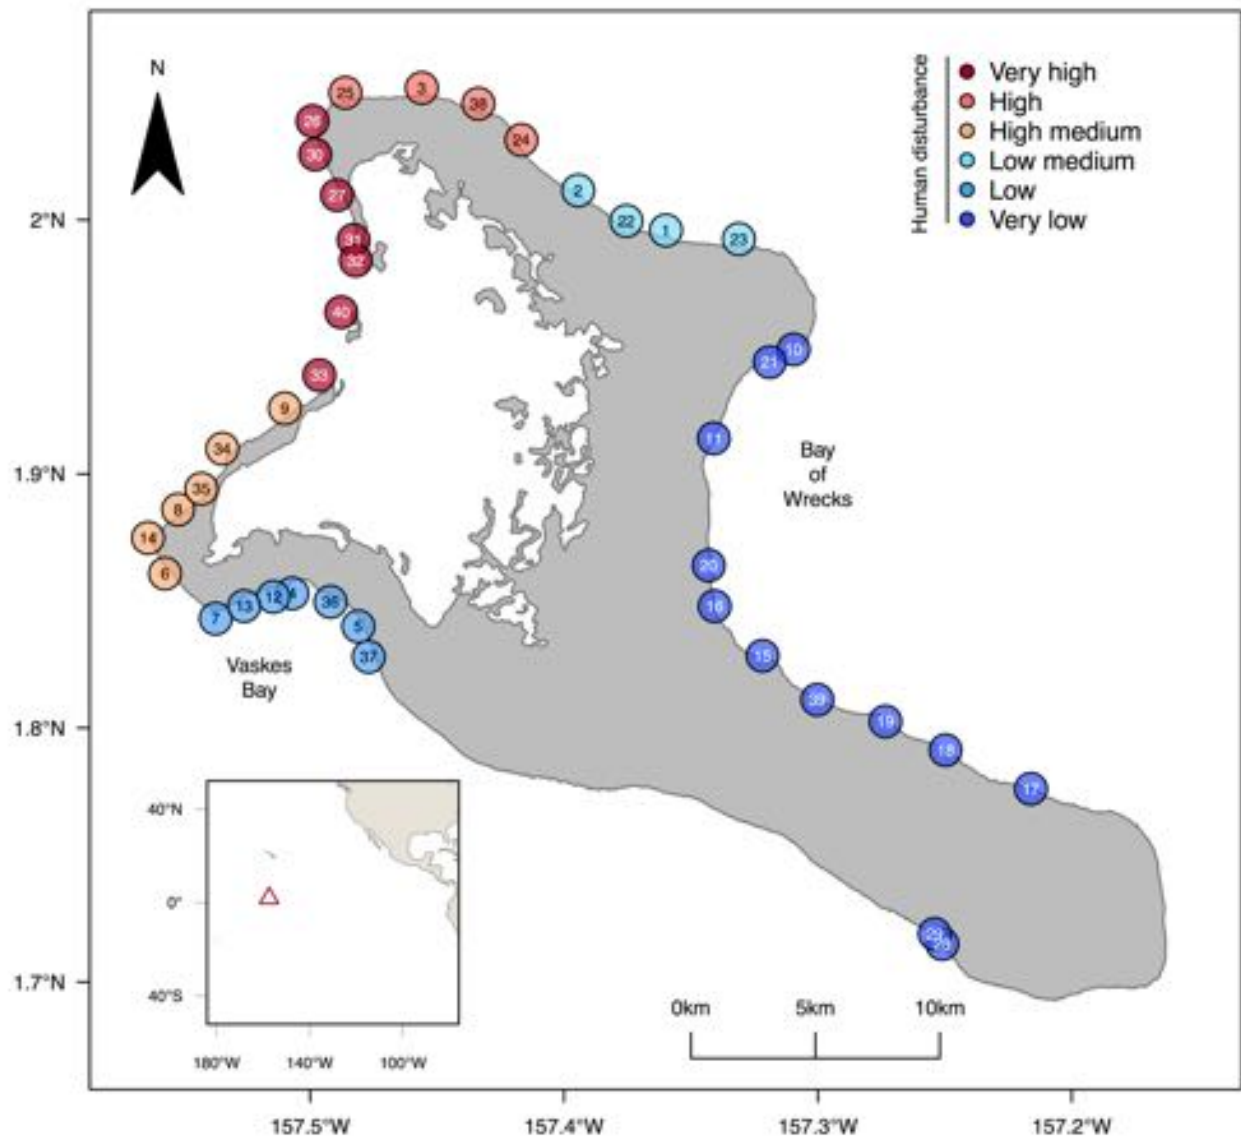 N
Human disturbance
Very high
High
High medium
Low medium
Low
Very low
25
3
38
24
26
30
27
31
32
40
33
2
22
1
23
10
21
11
9
34
35
8
14
6
7
13
12
4
36
5
37
20
16
15
39
19
18
17
29
28
Bay
of
Wrecks
Vaskes
Bay
2°N
1.9°N
1.8°N
1.7°N
40°N
0°
40°S
180°W 140°W 100°W
0km 5km 10km
157.5°W 157.4°W 157.3°W 157.2°W